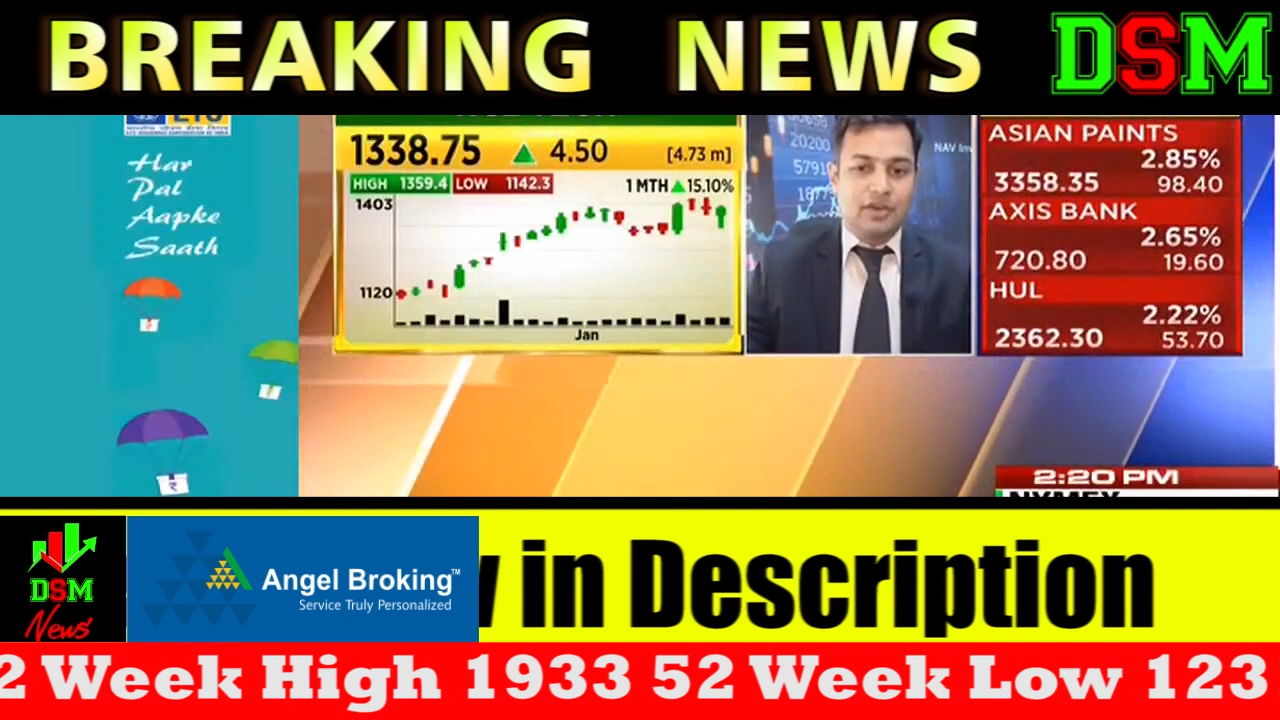 BREAKING NEWS DSM
Har
Pal
Aapke
Saath
1338.75 4.50 [4.73 m]
HIGH 1359.4 LOW 1142.3 1 MTH 15.10%
1403
1120
Jan
20200
NAV
ASIAN PAINTS
2.85%
3358.35 98.40
AXIS BANK
2.65%
720.80 19.60
HUL
2.22%
2362.30 53.70
2:20 PM
DSM
News
Angel Broking™
Service Truly Personalized
in Description
Week High 1933 52 Week Low 123